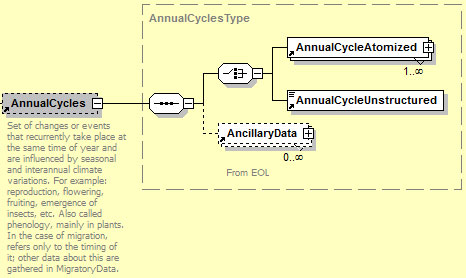 AnnualCyclesType
AnnualCycleAtomized
1..∞
AnnualCycles
AnnualCycleUnstructured
Set of changes or events
that recurrently take place at
the same time of year and
are influenced by seasonal
and interannual climate
variations. For example:
reproduction, flowering,
fruiting, emergence of
insects, etc. Also called
phenology, mainly in plants.
In the case of migration,
refers only to the timing of
it; other data about this are
gathered in MigratoryData.
AncillaryData
0..∞
From EOL